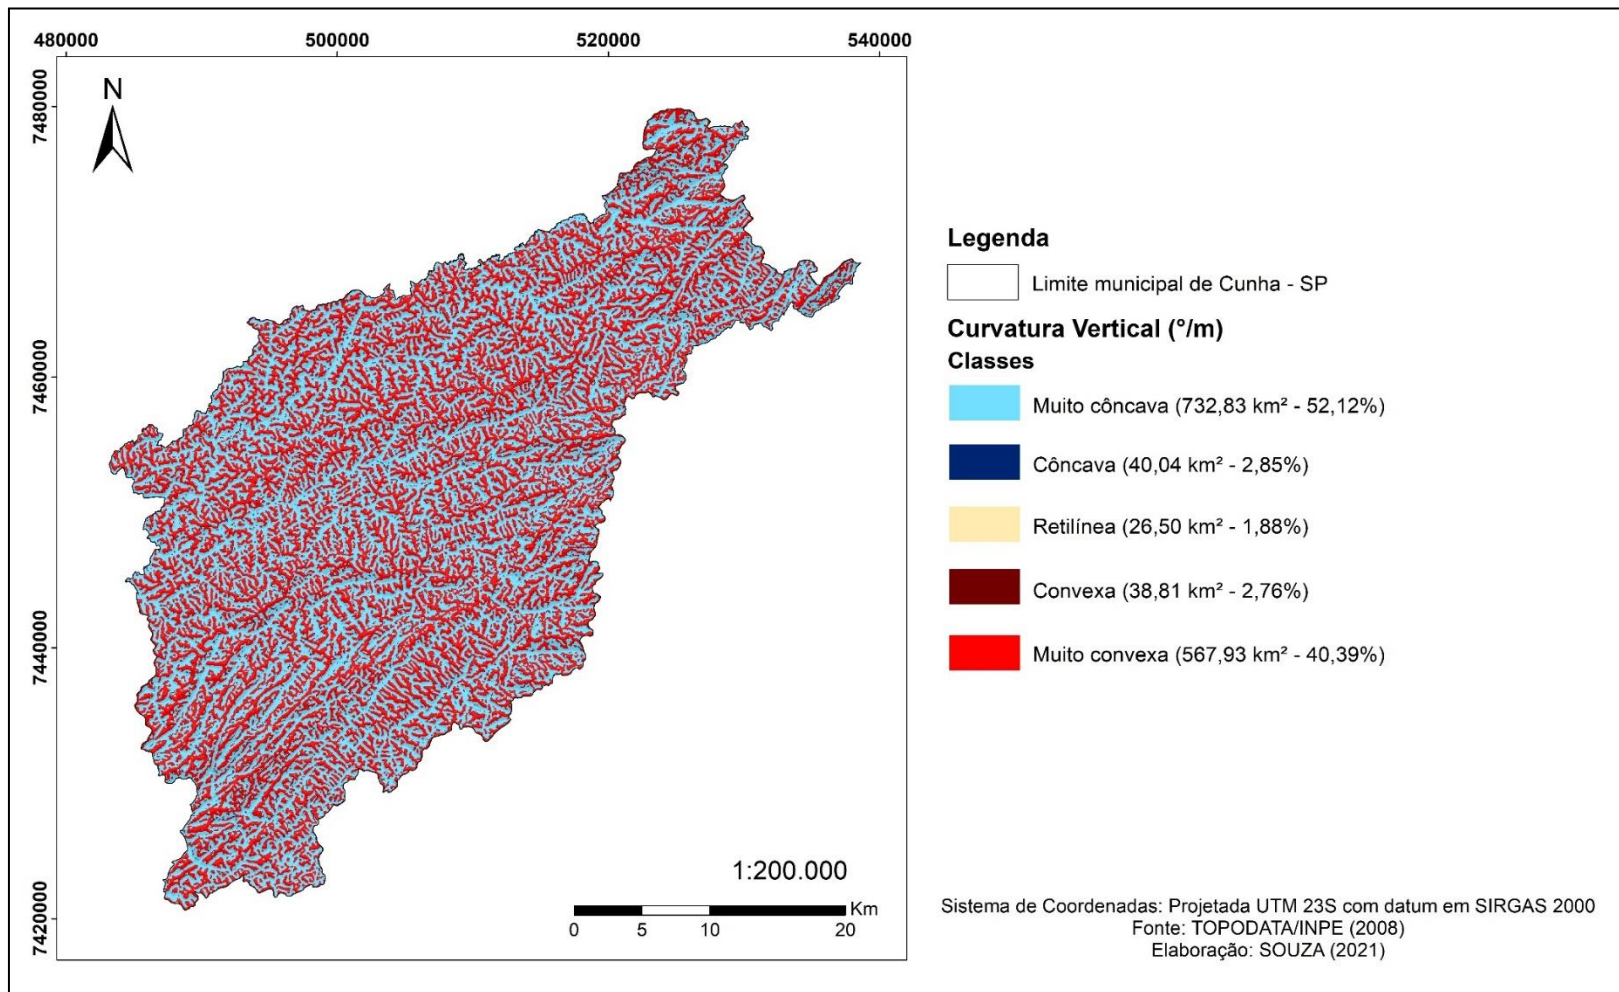 480000
500000
520000
540000
N
7480000
7460000
7440000
7420000
1:200.000
Km
0
5
10
20
Legenda
Limite municipal de Cunha - SP
Curvatura Vertical (°/m)
Classes
Muito côncava (732,83 km² - 52,12%)
Côncava (40,04 km² - 2,85%)
Retilínea (26,50 km² - 1,88%)
Convexa (38,81 km² - 2,76%)
Muito convexa (567,93 km² - 40,39%)
Sistema de Coordenadas: Projetada UTM 23S com datum em SIRGAS 2000
Fonte: TOPODATA/INPE (2008)
Elaboração: SOUZA (2021)